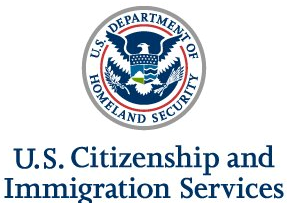 U.S. DEPARTMENT OF
HOMELAND SECURITY
U.S. Citizenship and
Immigration Services